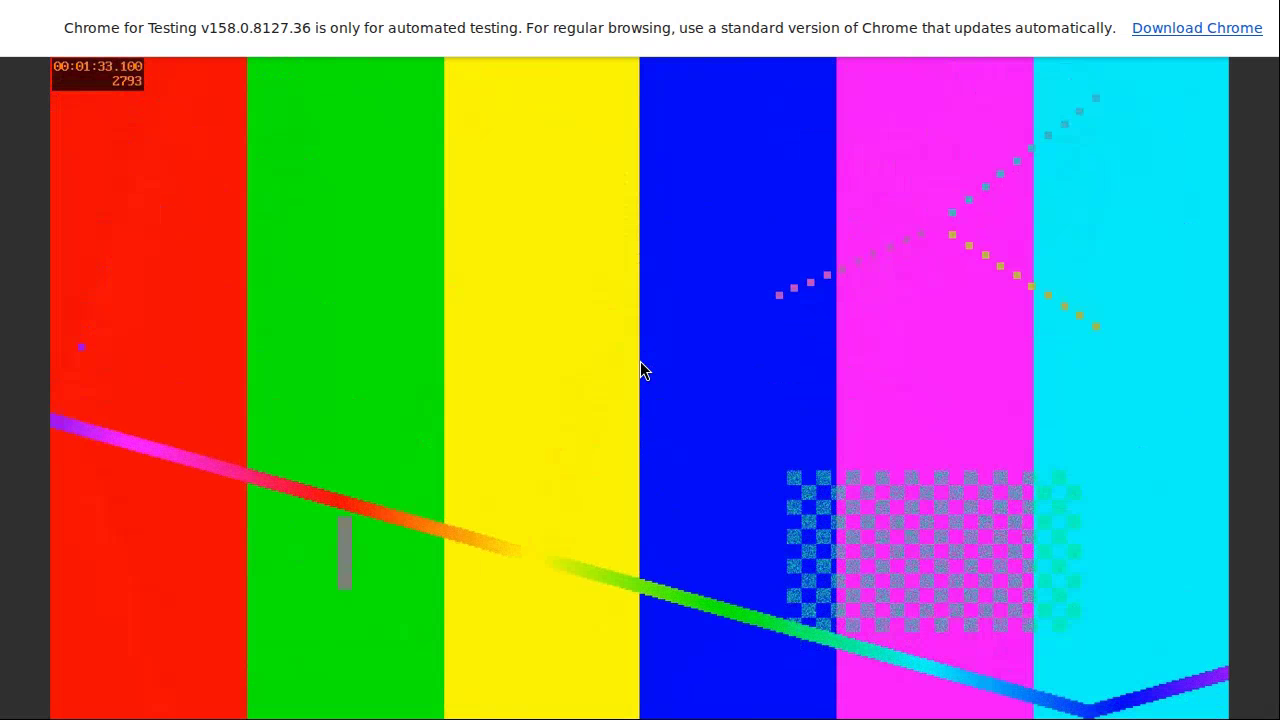 Chrome for Testing v158.0.8127.36 is only for automated testing. For regular browsing, use a standard version of Chrome that updates automatically. Download Chrome
00:01:33.100
2793